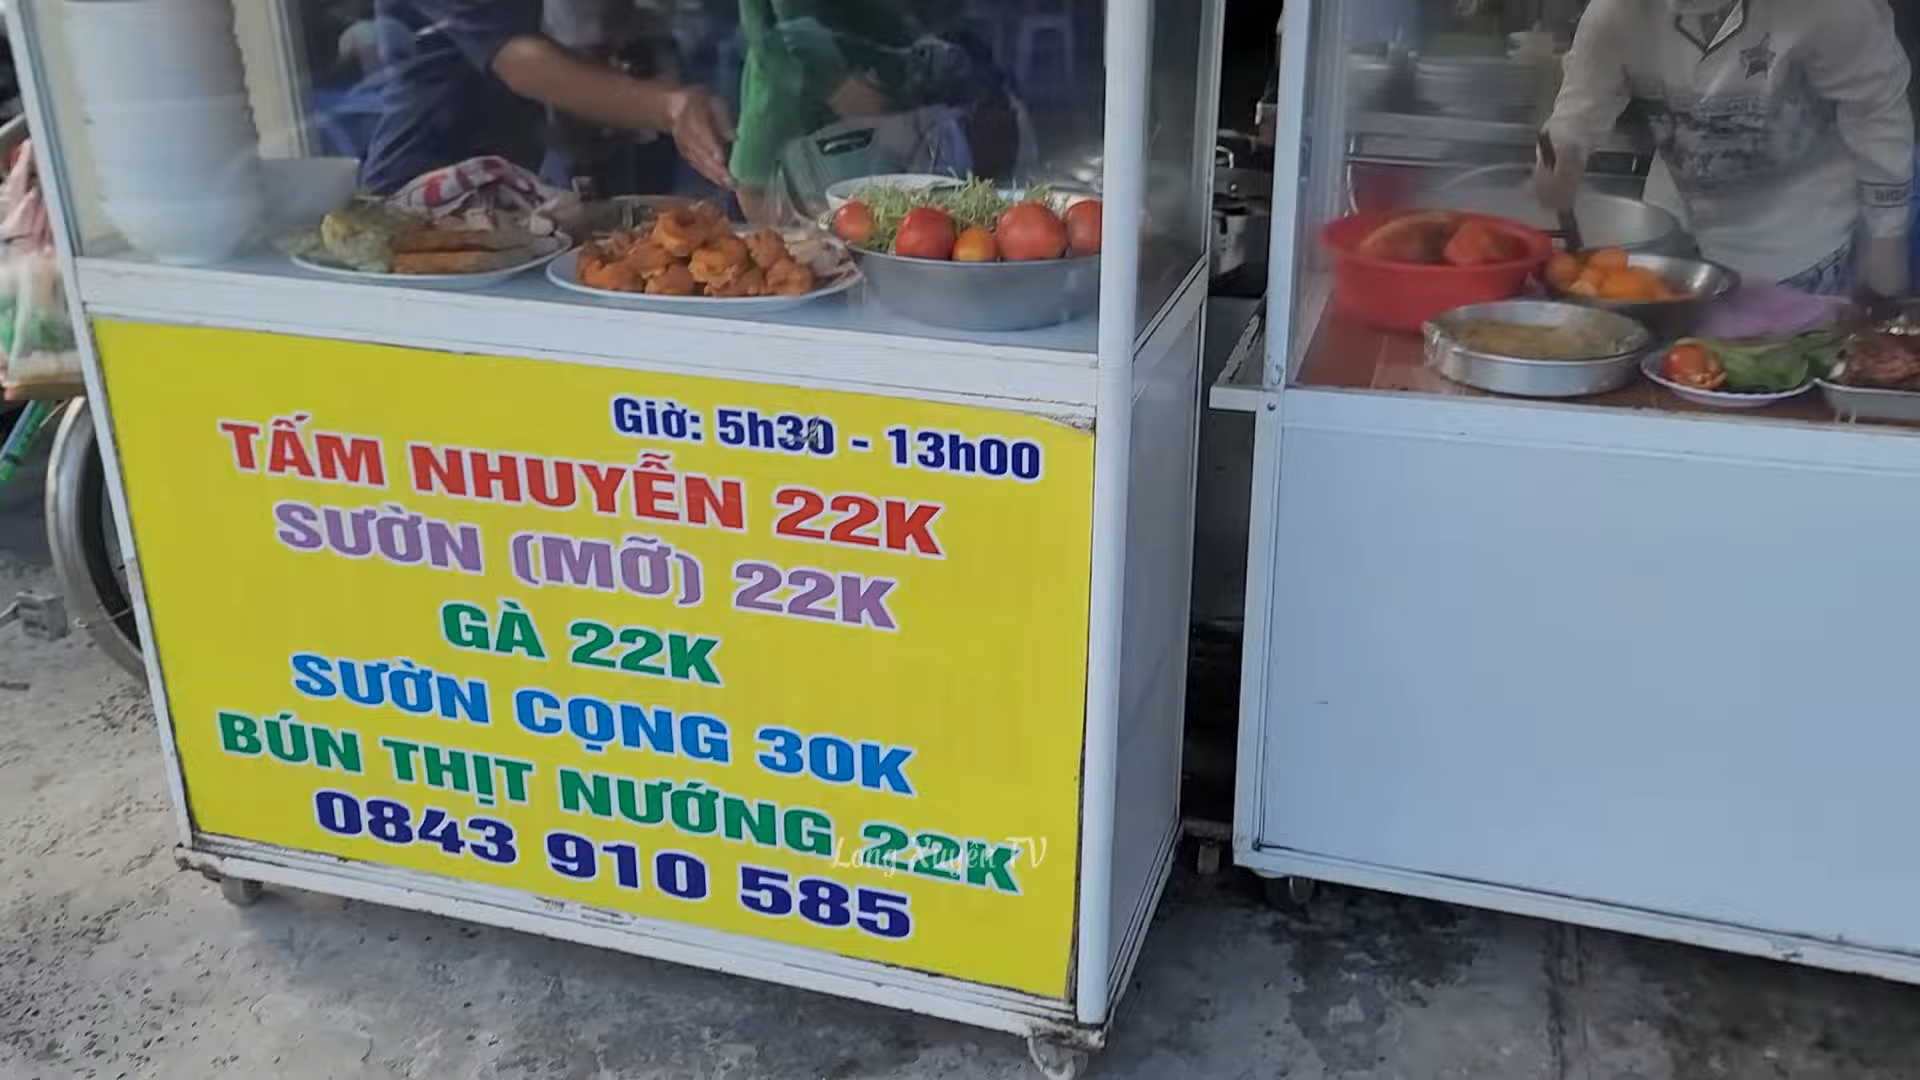 Giờ: 5h30 - 13h00
TẤM NHUYỄN 22K
SƯỜN (MỠ) 22K
GÀ 22K
SƯỜN CỌNG 30K
BÚN THỊT NƯỚNG 22K
0843 910 585
Long Xuyên TV